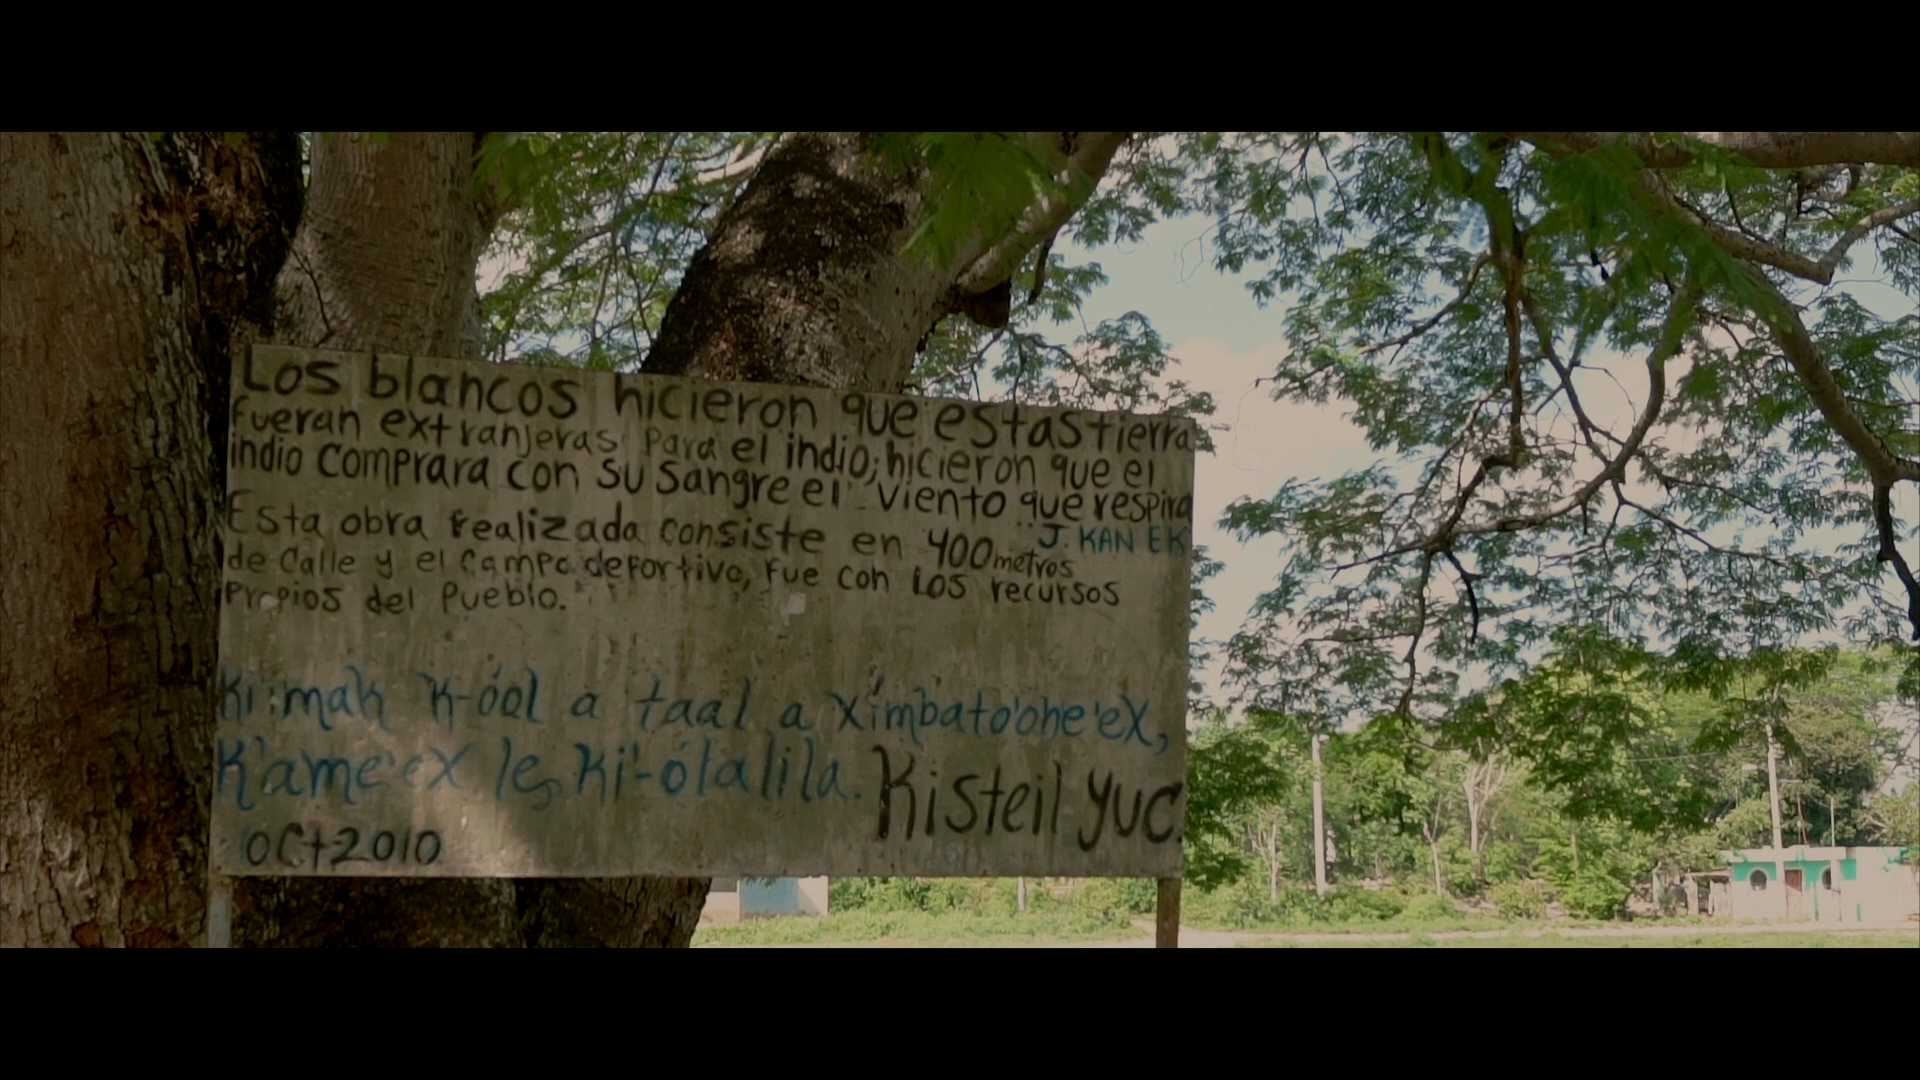 Los blancos hicieron que estas tierra
fueran extranjeras para el indio; hicieron que el
indio comprara con su sangre el viento que respira
"J. KAN EK
Esta obra realizada consiste en 400 metros
de calle y el campo deportivo, fue con los recursos
propios del pueblo.
Ki:mak k-óol a taal a xímbato'one'ex,
K'ame'ex le ki'-ólalila.
Kisteil Yuc.
Oct 2010